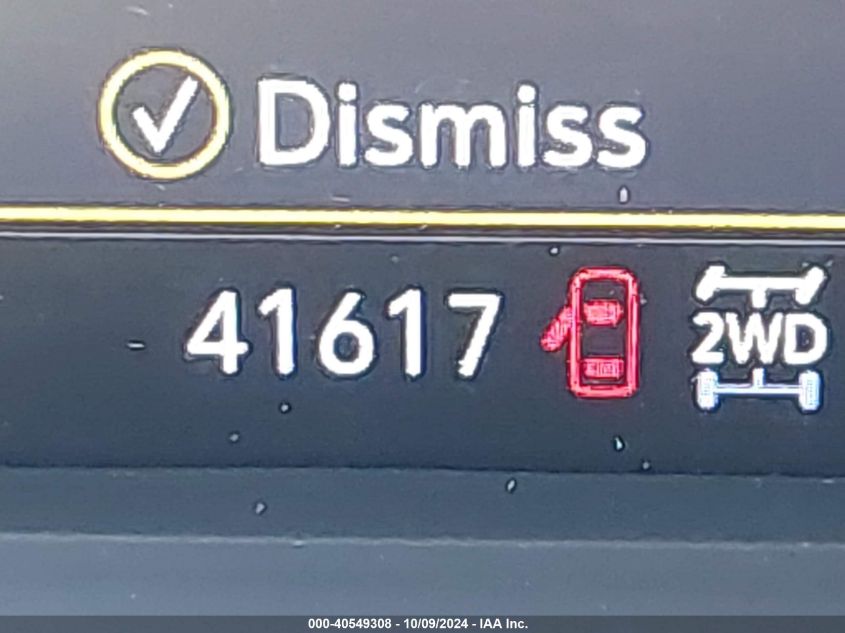 Dismiss
41617
2WD
000-40549308 - 10/09/2024 - IAA Inc.